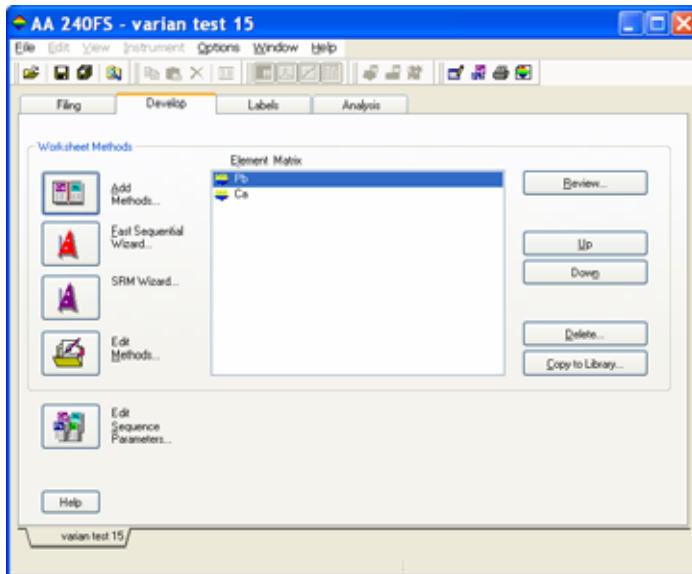 AA 240FS - varian test 15
File Edit View Instrument Options Window Help
Filing Develop Labels Analysis
Worksheet Methods
Element Matrix
Pb
Ca
Add
Methods...
Fast Sequential
Wizard...
SRM Wizard...
Edit
Methods...
Edit
Sequence
Parameters...
Review...
Up
Down
Delete...
Copy to Library...
Help
varian test 15